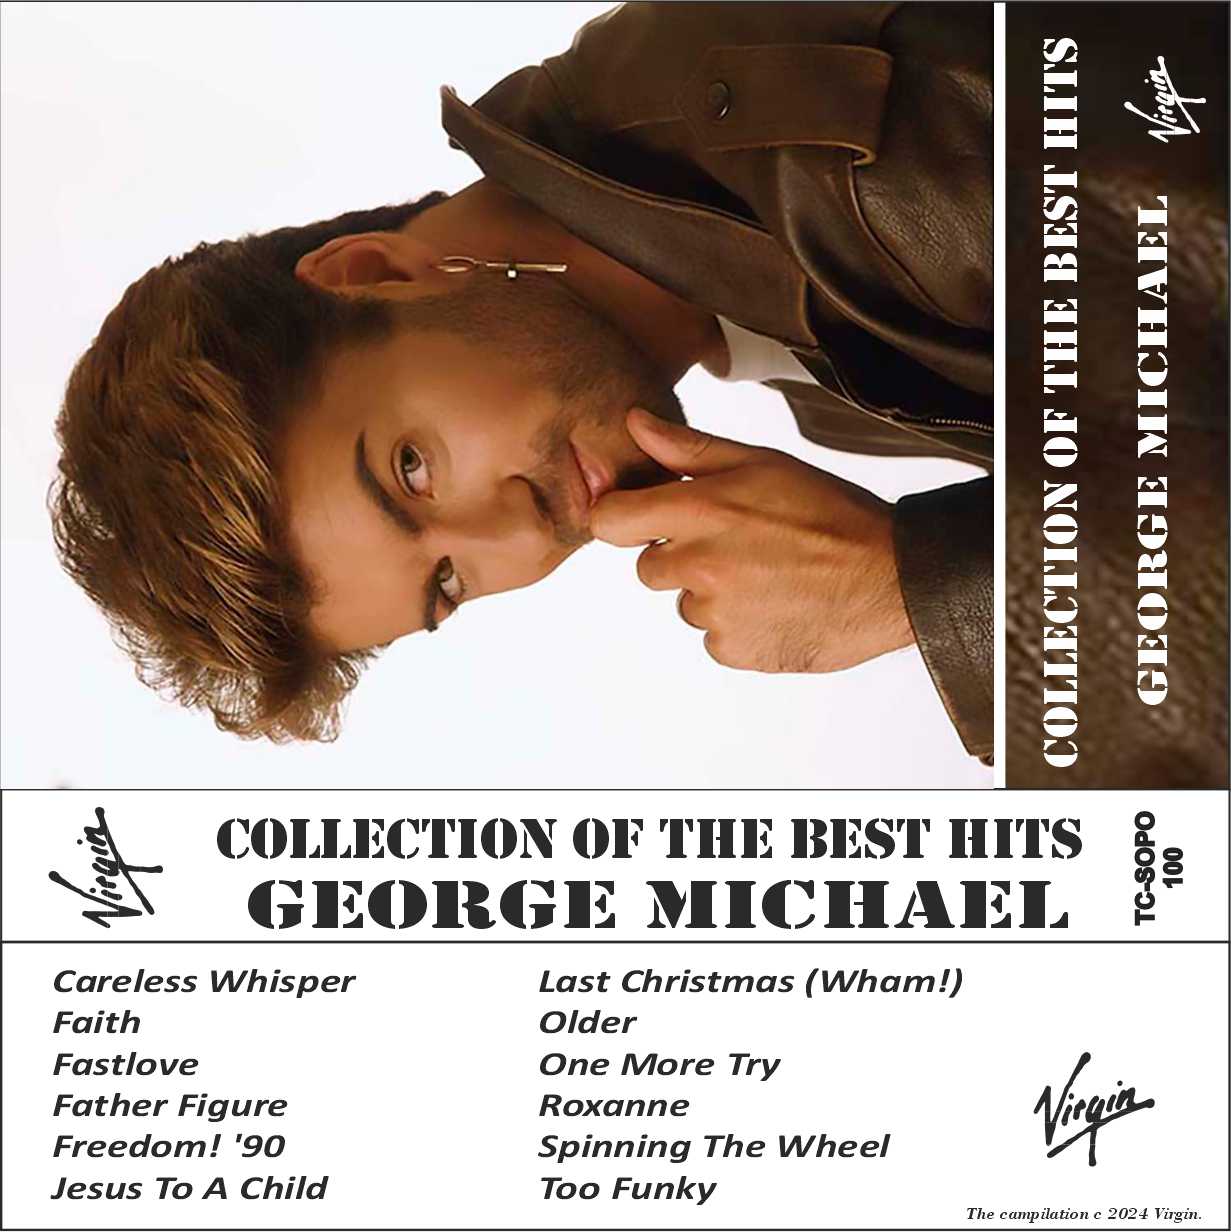 COLLECTION OF THE BEST HITS
GEORGE MICHAEL
Virgin
Virgin
COLLECTION OF THE BEST HITS
GEORGE MICHAEL
TC-SOPO
100
Careless Whisper
Faith
Fastlove
Father Figure
Freedom! '90
Jesus To A Child
Last Christmas (Wham!)
Older
One More Try
Roxanne
Spinning The Wheel
Too Funky
Virgin
The campilation c 2024 Virgin.